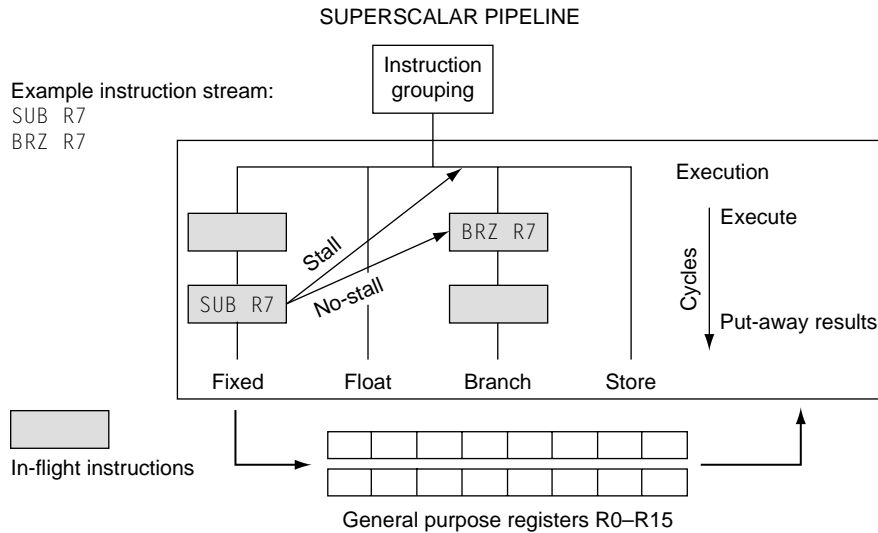 SUPERSCALAR PIPELINE
Instruction
grouping
Example instruction stream:
SUB R7
BRZ R7
Execution
Execute
Cycles
Put-away results
Stall
No-stall
BRZ R7
SUB R7
Fixed
Float
Branch
Store
In-flight instructions
General purpose registers R0–R15